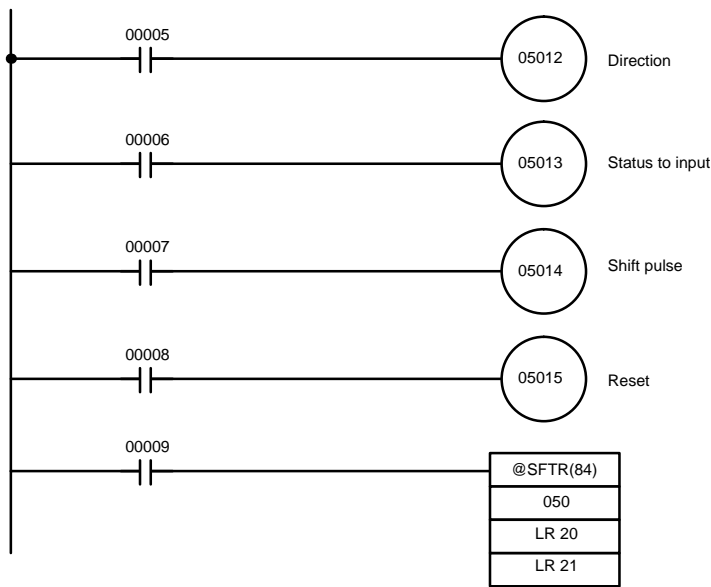 00005
05012 Direction
00006
05013 Status to input
00007
05014 Shift pulse
00008
05015 Reset
00009
@SFTR(84)
050
LR 20
LR 21